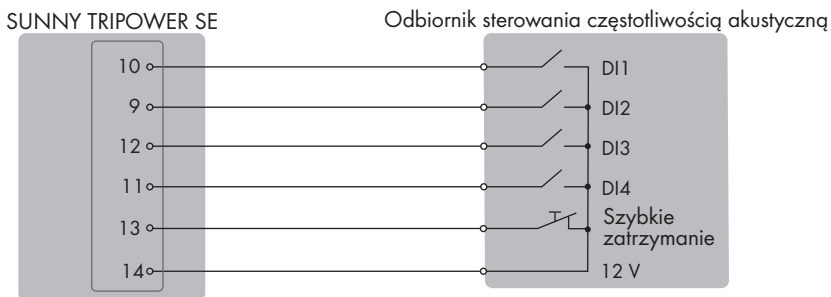 SUNNY TRIPOWER SE
Odbiornik sterowania częstotliwością akustyczną
10
DI1
9
DI2
12
DI3
11
DI4
13
Szybkie
zatrzymanie
14
12 V